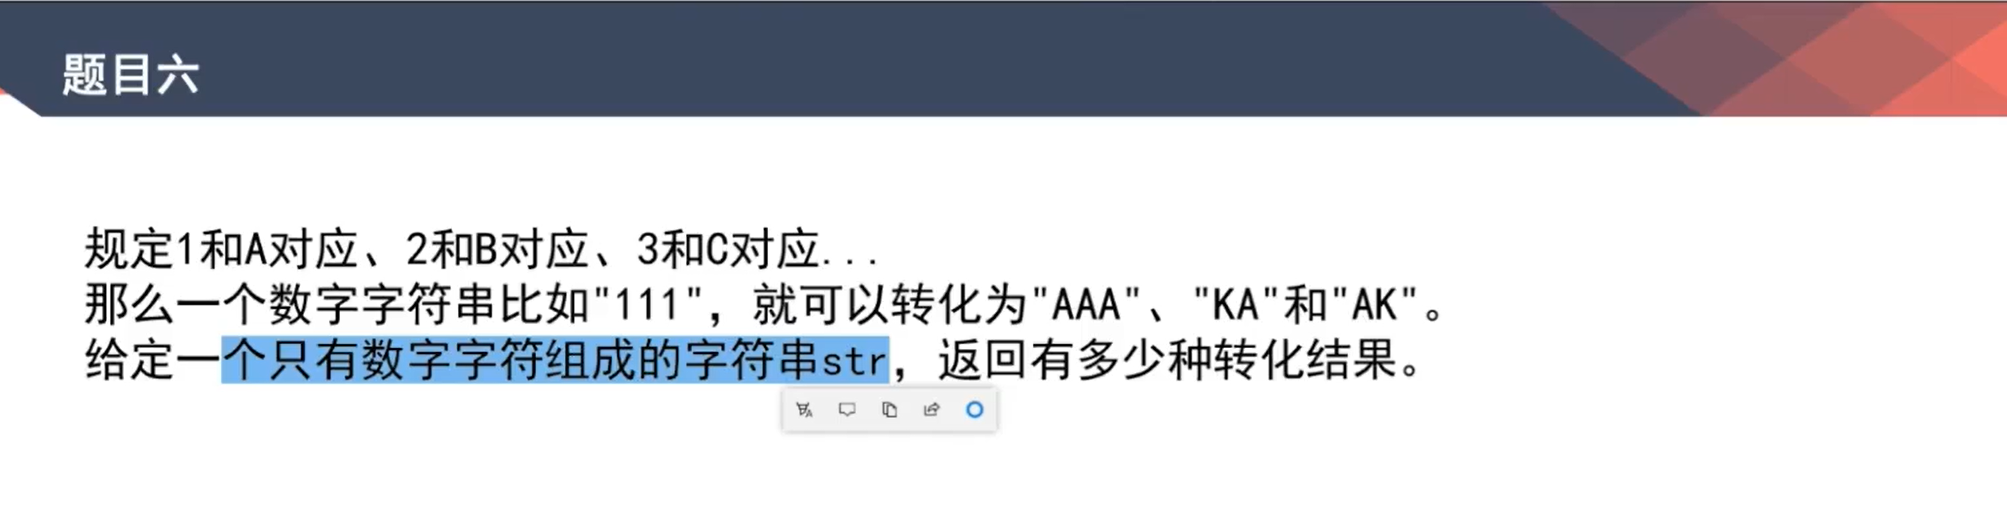 题目六
规定1和A对应、2和B对应、3和C对应...
那么一个数字字符串比如"111"，就可以转化为"AAA"、"KA"和"AK"。
给定一个只有数字字符组成的字符串str，返回有多少种转化结果。